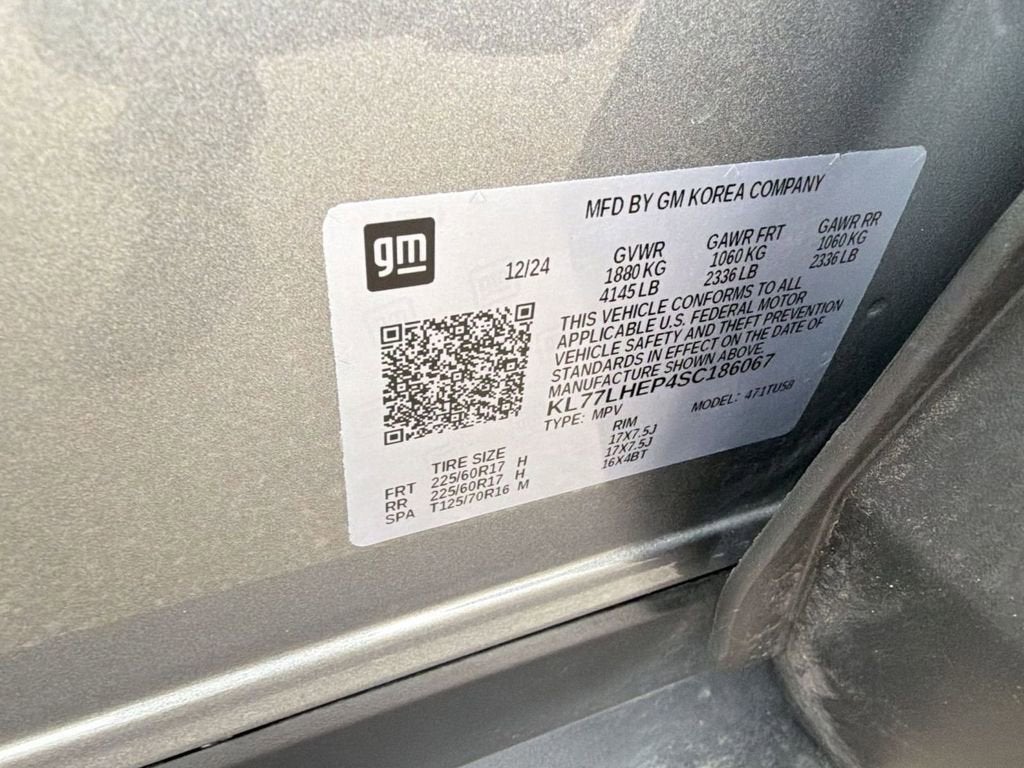 gm
MFD BY GM KOREA COMPANY
12/24
GVWR GAWR FRT GAWR RR
1880 KG 1060 KG 1060 KG
4145 LB 2336 LB 2336 LB
THIS VEHICLE CONFORMS TO ALL
APPLICABLE U.S. FEDERAL MOTOR
VEHICLE SAFETY AND THEFT PREVENTION
STANDARDS IN EFFECT ON THE DATE OF
MANUFACTURE SHOWN ABOVE.
KL77LHEP4SC186067
TYPE: MPV MODEL: 471TU58
TIRE SIZE RIM
FRT 225/60R17 H 17X7.5J
RR 225/60R17 H 17X7.5J
SPA T125/70R16 M 16X4BT